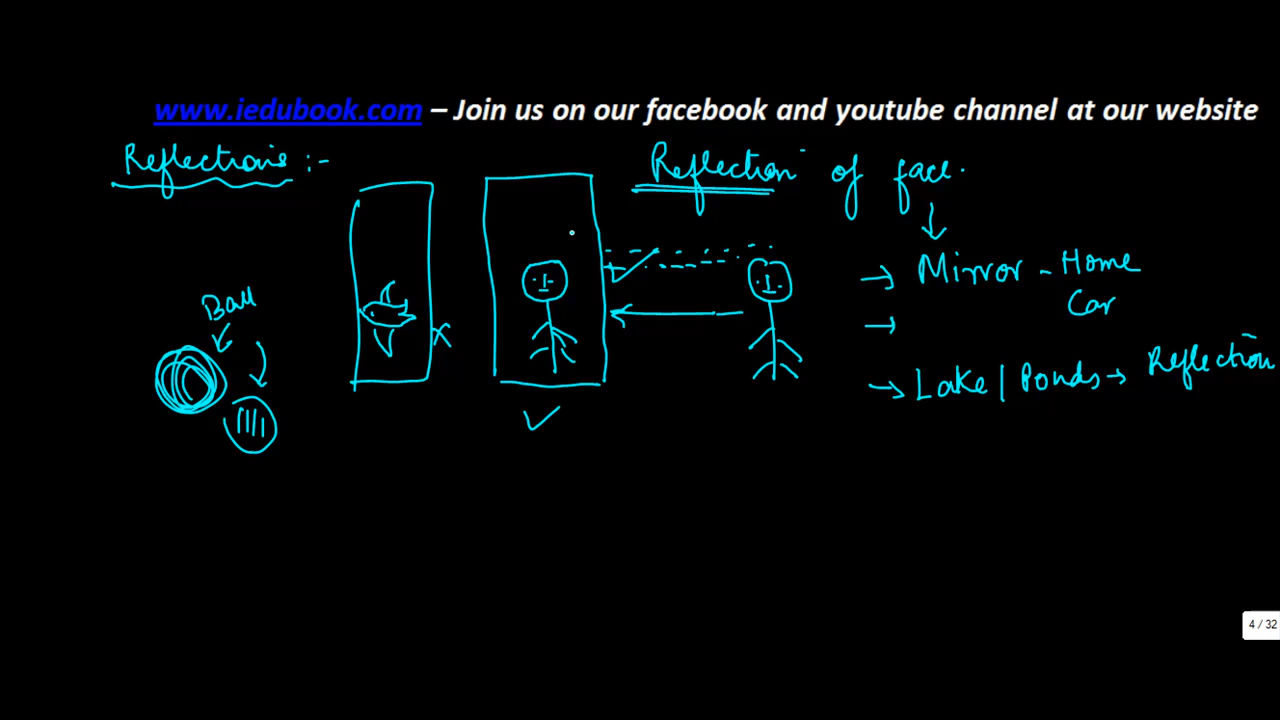 www.iedubook.com – Join us on our facebook and youtube channel at our website
Reflections :-
Reflection of face.
Mirror - Home
Car
Ball
Lake | Ponds → Reflection
4 / 32